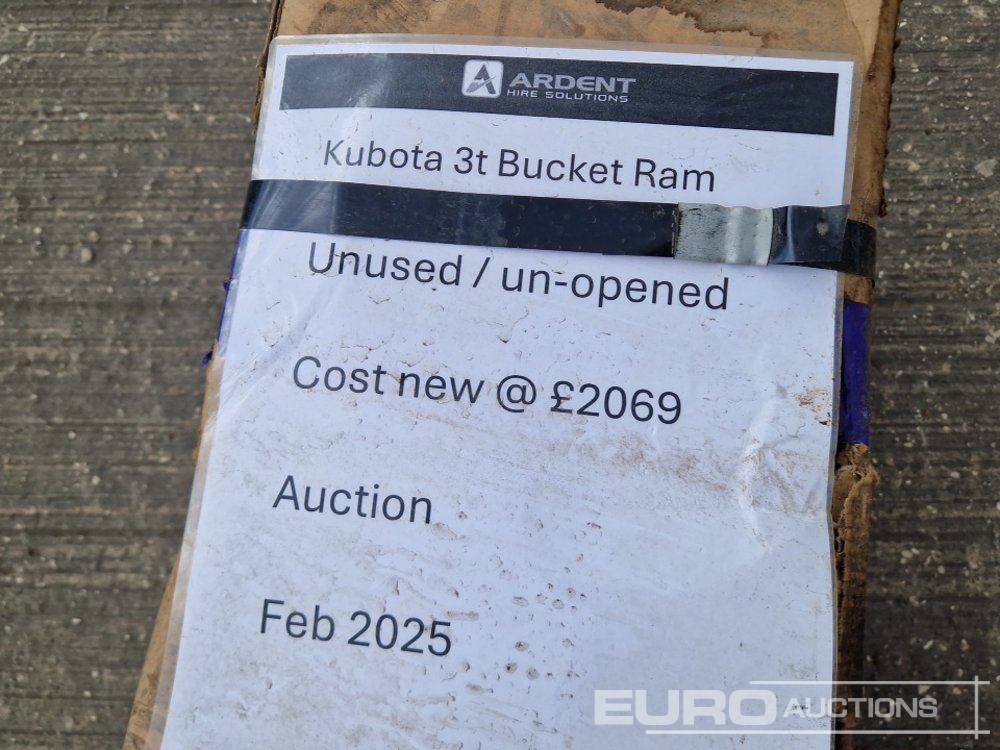 ARDENT
HIRE SOLUTIONS
Kubota 3t Bucket Ram
Unused / un-opened
Cost new @ £2069
Auction
Feb 2025
EURO AUCTIONS